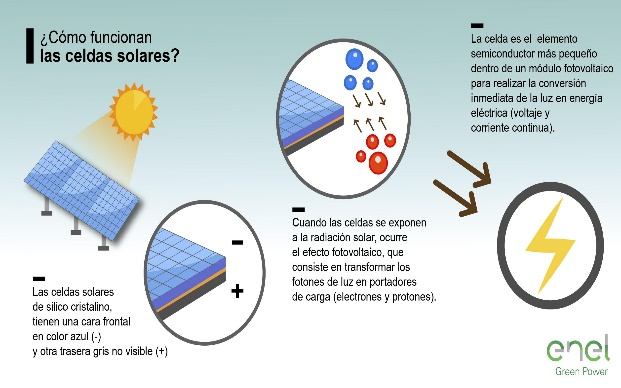 ¿Cómo funcionan
las celdas solares?
Las celdas solares
de silico cristalino,
tienen una cara frontal
en color azul (-)
y otra trasera gris no visible (+)
-
+
Cuando las celdas se exponen
a la radiación solar, ocurre
el efecto fotovoltaico, que
consiste en transformar los
fotones de luz en portadores
de carga (electrones y protones).
La celda es el elemento
semiconductor más pequeño
dentro de un módulo fotovoltaico
para realizar la conversión
inmediata de la luz en energía
eléctrica (voltaje y
corriente continua).
enel
Green Power